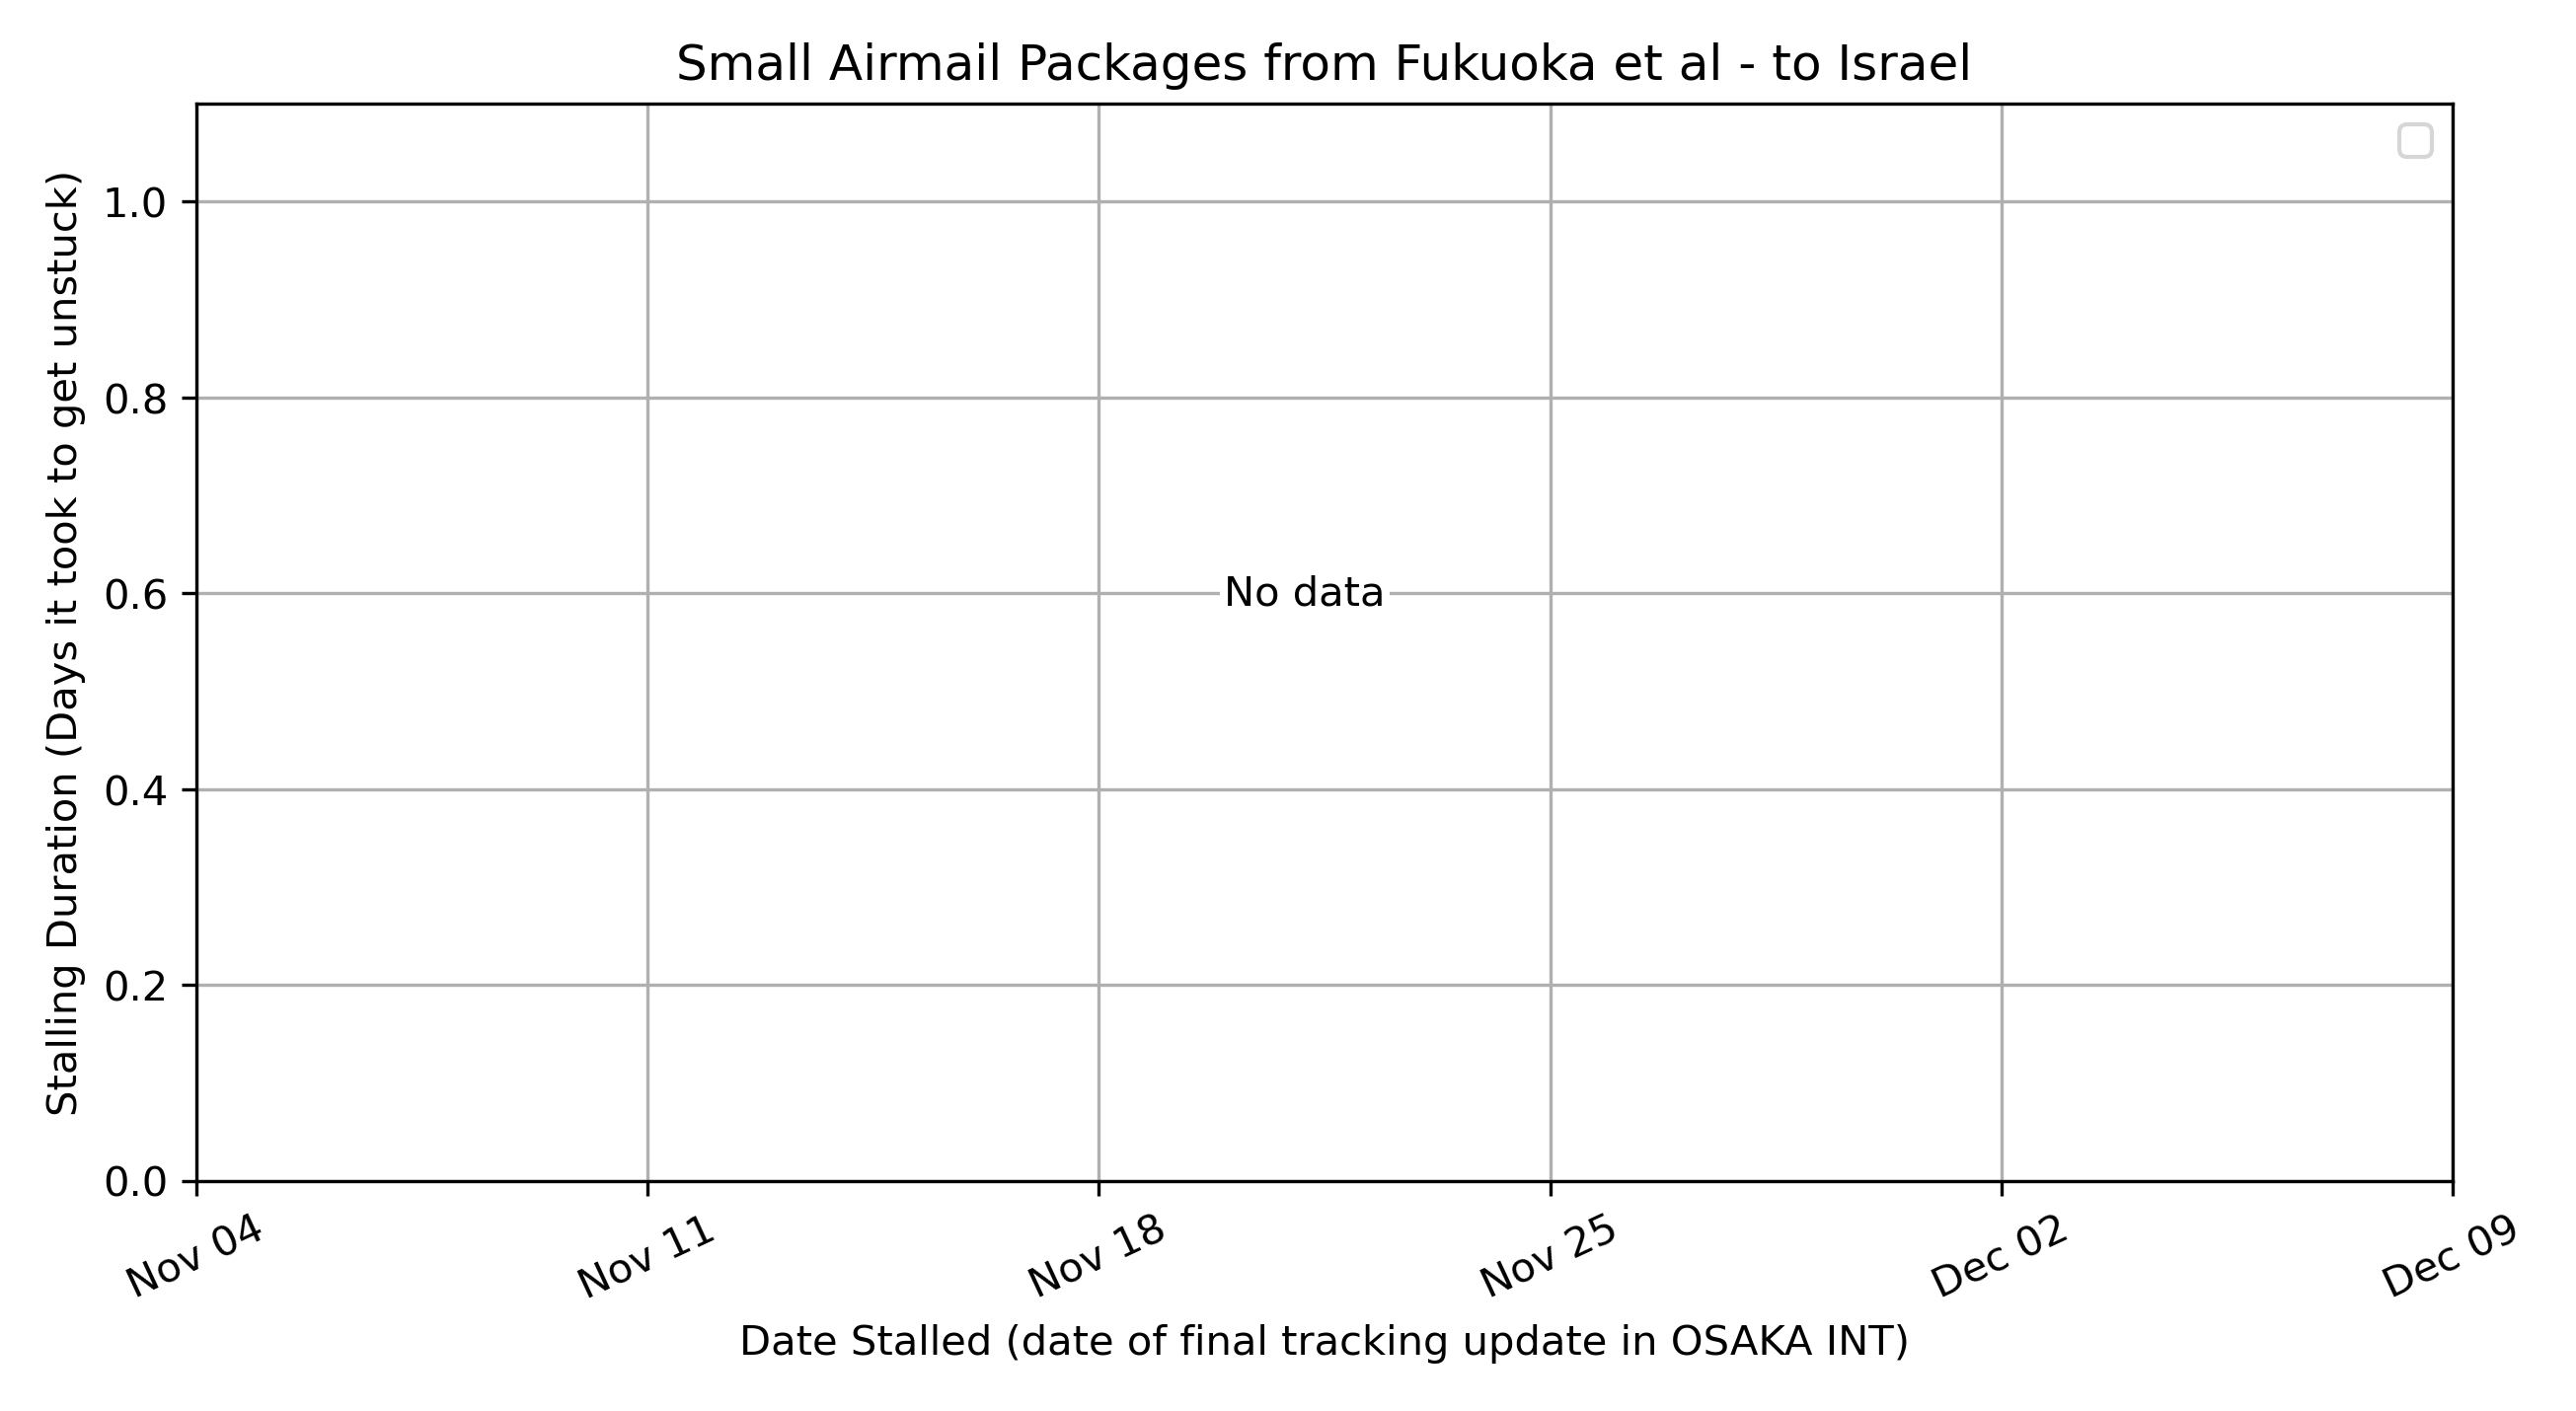 Small Airmail Packages from Fukuoka et al - to Israel
Stalling Duration (Days it took to get unstuck)
1.0
0.8
0.6
0.4
0.2
0.0
No data
Nov 04
Nov 11
Nov 18
Nov 25
Dec 02
Dec 09
Date Stalled (date of final tracking update in OSAKA INT)